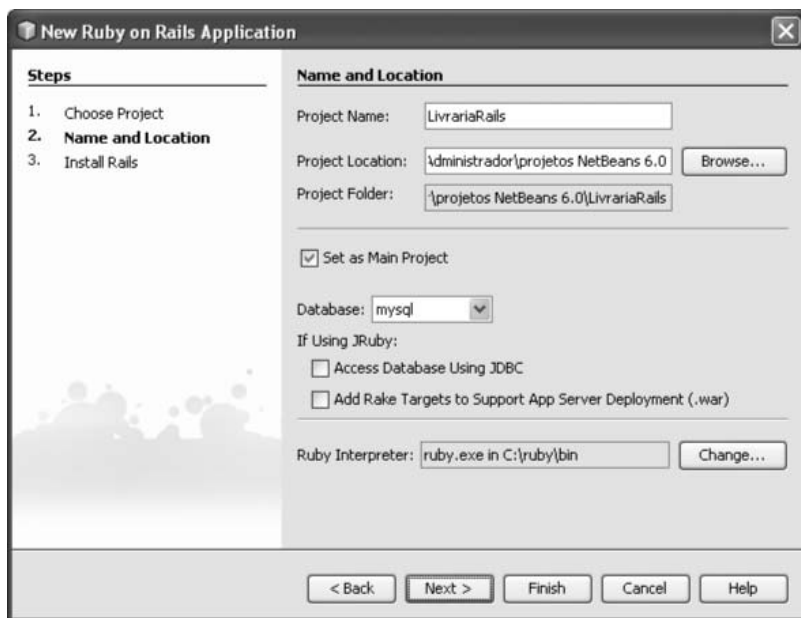 New Ruby on Rails Application
Steps
1. Choose Project
2. Name and Location
3. Install Rails
Name and Location
Project Name: LivrariaRails
Project Location: \dministrador\projetos NetBeans 6.0 Browse...
Project Folder: \projetos NetBeans 6.0\LivrariaRails
Set as Main Project
Database: mysql
If Using JRuby:
Access Database Using JDBC
Add Rake Targets to Support App Server Deployment (.war)
Ruby Interpreter: ruby.exe in C:\ruby\bin Change...
< Back Next > Finish Cancel Help